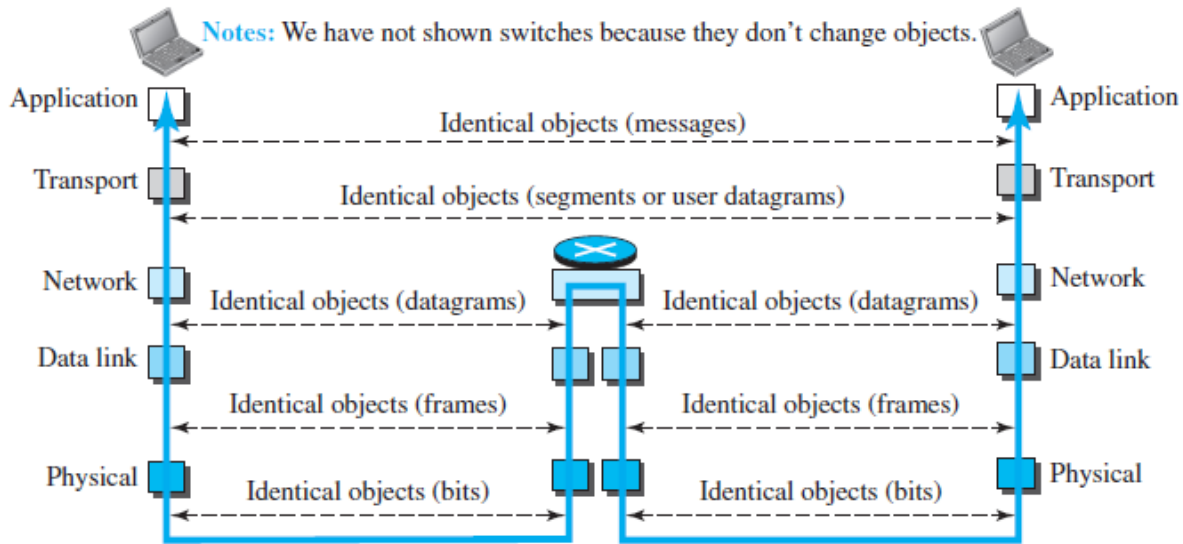 Notes: We have not shown switches because they don't change objects.
Application
Application
Identical objects (messages)
Transport
Transport
Identical objects (segments or user datagrams)
Network
Network
Identical objects (datagrams)
Identical objects (datagrams)
Data link
Data link
Identical objects (frames)
Identical objects (frames)
Physical
Physical
Identical objects (bits)
Identical objects (bits)